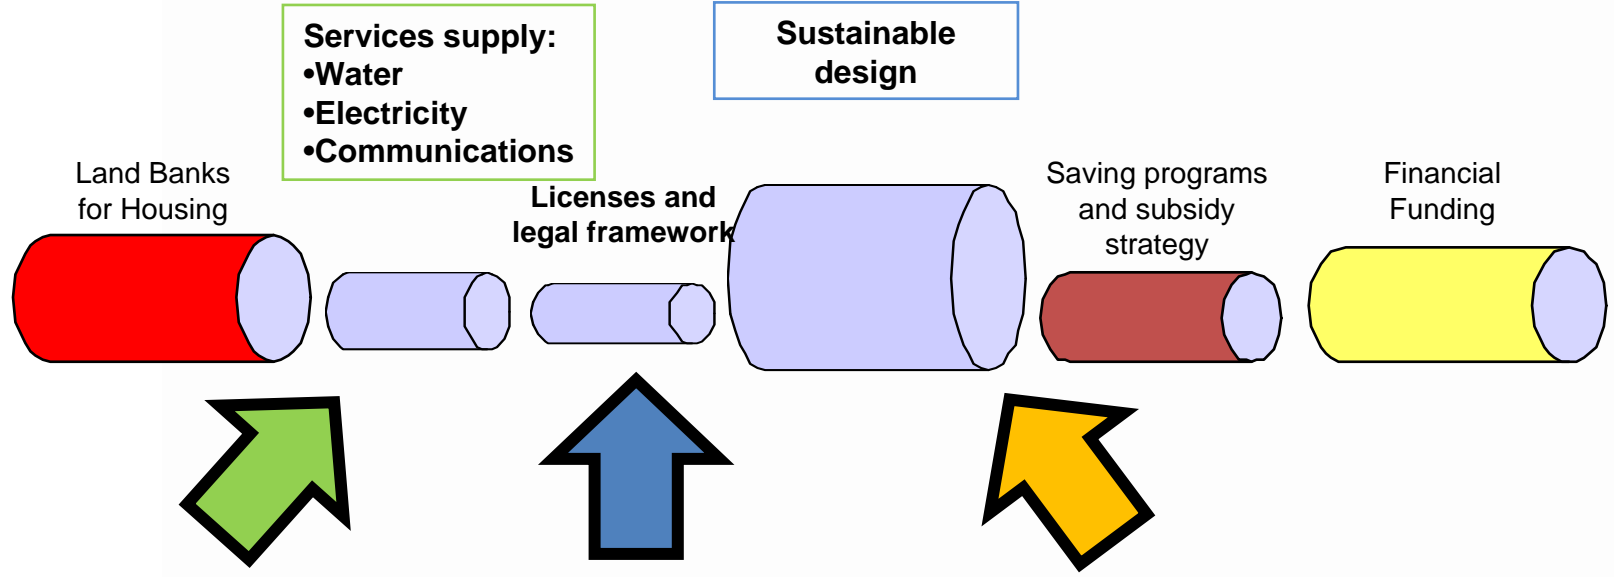 Services supply:
•Water
•Electricity
•Communications
Sustainable
design
Land Banks
for Housing
Licenses and
legal framework
Saving programs
and subsidy
strategy
Financial
Funding